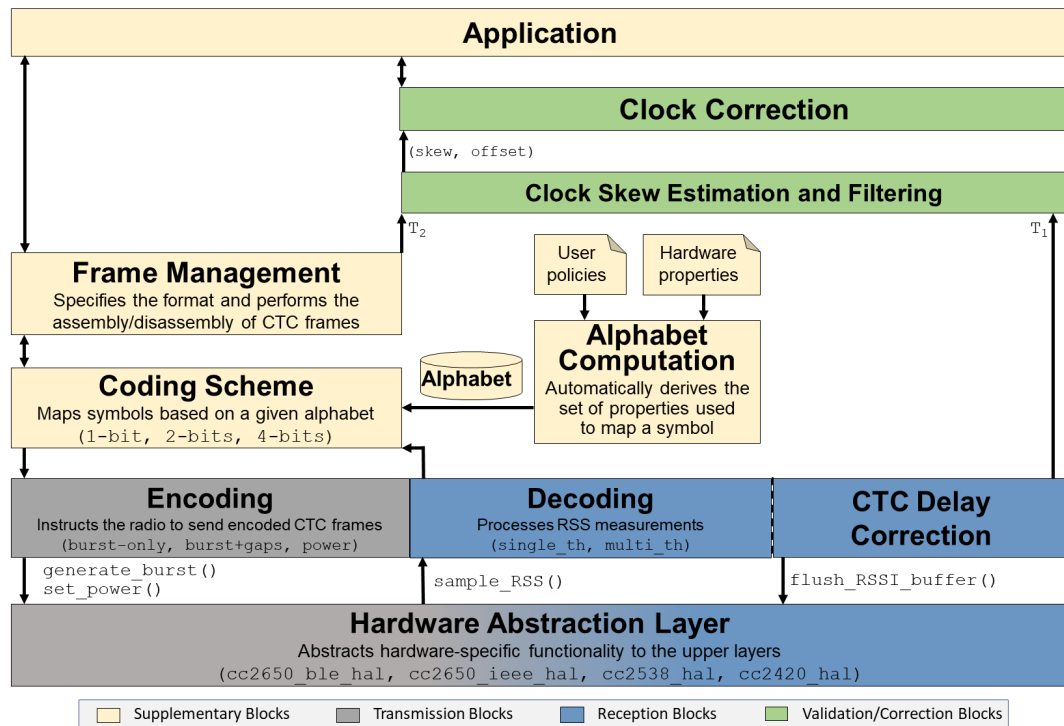 Application
Clock Correction
(skew, offset)
Clock Skew Estimation and Filtering
T2
T1
User
policies
Hardware
properties
Frame Management
Specifies the format and performs the
assembly/disassembly of CTC frames
Alphabet
Computation
Automatically derives the
set of properties used
to map a symbol
Alphabet
Coding Scheme
Maps symbols based on a given alphabet
(1-bit, 2-bits, 4-bits)
Encoding
Instructs the radio to send encoded CTC frames
(burst-only, burst+gaps, power)
Decoding
Processes RSS measurements
(single_th, multi_th)
CTC Delay
Correction
generate_burst()
set_power()
sample_RSS()
flush_RSSI_buffer()
Hardware Abstraction Layer
Abstracts hardware-specific functionality to the upper layers
(cc2650_ble_hal, cc2650_ieee_hal, cc2538_hal, cc2420_hal)
Supplementary Blocks
Transmission Blocks
Reception Blocks
Validation/Correction Blocks